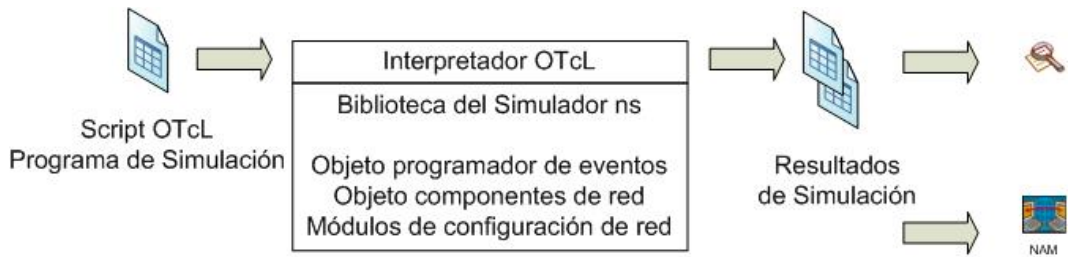 Script OTcL
Programa de Simulación
Interpretador OTcL
Biblioteca del Simulador ns
Objeto programador de eventos
Objeto componentes de red
Módulos de configuración de red
Resultados
de Simulación
NAM